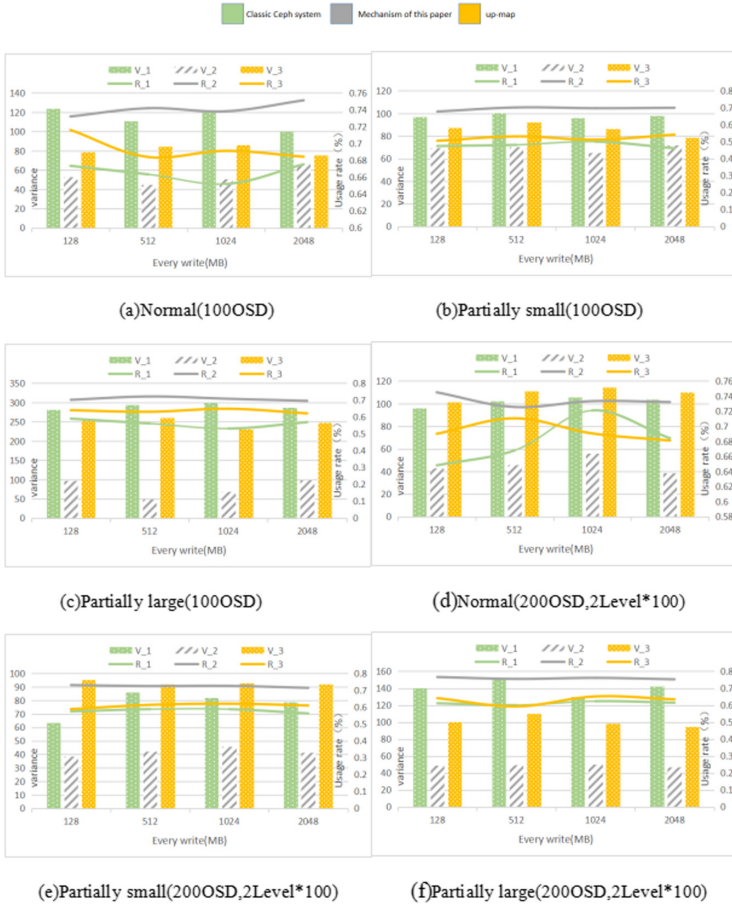 Classic Ceph system Mechanism of this paper up-map
V_1 V_2 V_3
R_1 R_2 R_3
140
120
100
80
60
40
20
0
variance
0.76
0.74
0.72
0.7
0.68
0.66
0.64
0.62
0.6
Usage rate (%)
128 512 1024 2048
Every write(MB)
(a)Normal(100OSD)
V_1 V_2 V_3
R_1 R_2 R_3
120
100
80
60
40
20
0
variance
0.8
0.7
0.6
0.5
0.4
0.3
0.2
0.1
0
Usage rate (%)
128 512 1024 2048
Every write(MB)
(b)Partially small(100OSD)
V_1 V_2 V_3
R_1 R_2 R_3
350
300
250
200
150
100
50
0
variance
0.8
0.7
0.6
0.5
0.4
0.3
0.2
0.1
0
Usage rate (%)
128 512 1024 2048
Every write(MB)
(c)Partially large(100OSD)
V_1 V_2 V_3
R_1 R_2 R_3
120
100
80
60
40
20
0
variance
0.76
0.74
0.72
0.7
0.68
0.66
0.64
0.62
0.6
0.58
Usage rate (%)
128 512 1024 2048
Every write(MB)
(d)Normal(200OSD,2Level*100)
V_1 V_2 V_3
R_1 R_2 R_3
100
90
80
70
60
50
40
30
20
10
0
variance
0.8
0.7
0.6
0.5
0.4
0.3
0.2
0.1
0
Usage rate (%)
128 512 1024 2048
Every write(MB)
(e)Partially small(200OSD,2Level*100)
V_1 V_2 V_3
R_1 R_2 R_3
160
140
120
100
80
60
40
20
0
variance
0.8
0.7
0.6
0.5
0.4
0.3
0.2
0.1
0
Usage rate (%)
128 512 1024 2048
Every write(MB)
(f)Partially large(200OSD,2Level*100)